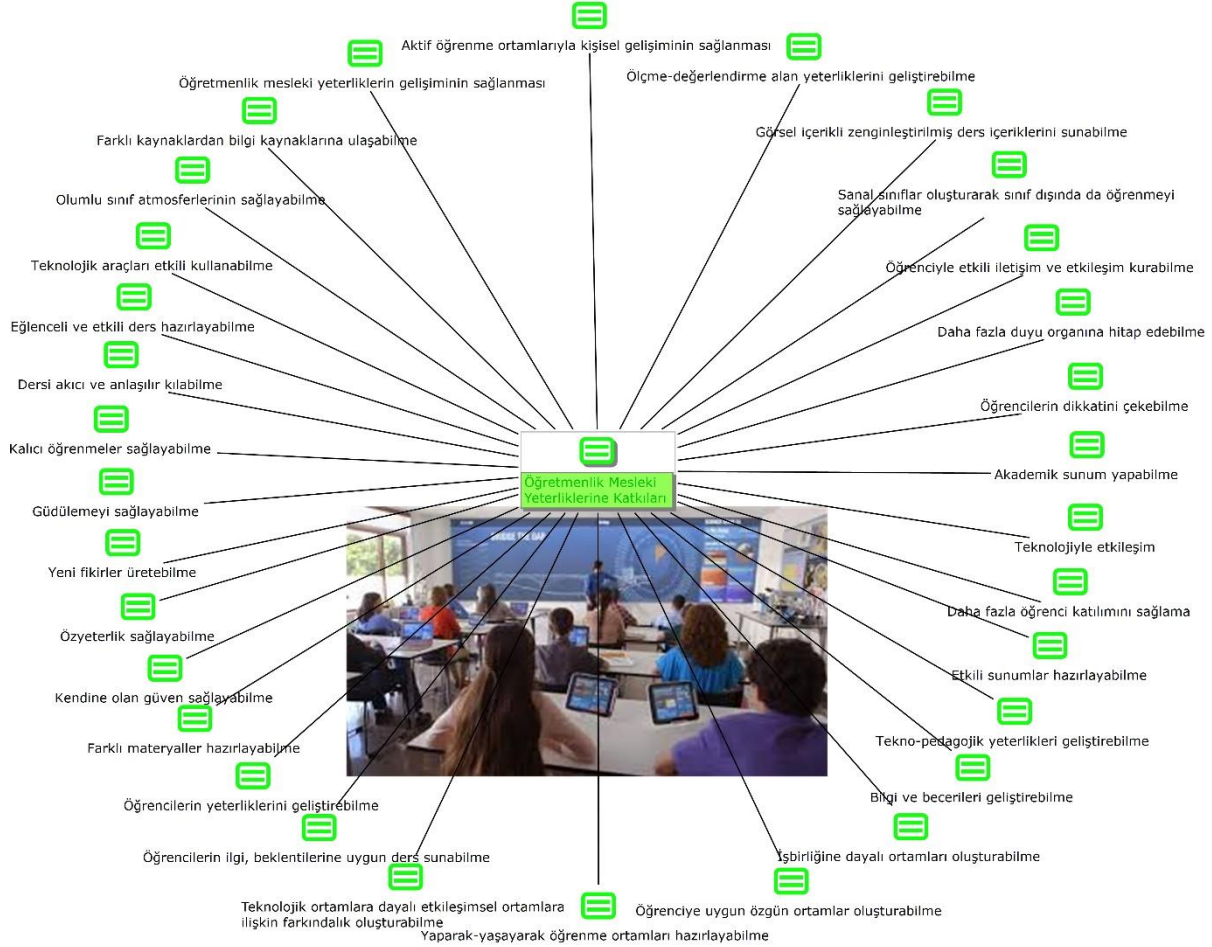 Aktif öğrenme ortamlarıyla kişisel gelişiminin sağlanması
Ölçme-değerlendirme alan yeterliklerini geliştirebilme
Öğretmenlik mesleki yeterliklerin gelişiminin sağlanması
Görsel içerikli zenginleştirilmiş ders içeriklerini sunabilme
Farklı kaynaklardan bilgi kaynaklarına ulaşabilme
Sanal sınıflar oluşturarak sınıf dışında da öğrenmeyi
sağlayabilme
Olumlu sınıf atmosferlerinin sağlayabilme
Öğrenciyle etkili iletişim ve etkileşim kurabilme
Teknolojik araçları etkili kullanabilme
Daha fazla duyu organına hitap edebilme
Eğlenceli ve etkili ders hazırlayabilme
Dersi akıcı ve anlaşılır kılabilme
Öğrencilerin dikkatini çekebilme
Kalıcı öğrenmeler sağlayabilme
Akademik sunum yapabilme
Öğretmenlik Mesleki
Yeterliklerine Katkıları
Güdülemeyi sağlayabilme
BRIDGE THE GAP
Teknolojiyle etkileşim
Yeni fikirler üretebilme
Daha fazla öğrenci katılımını sağlama
Özyeterlik sağlayabilme
Etkili sunumlar hazırlayabilme
Kendine olan güven sağlayabilme
Tekno-pedagojik yeterlikleri geliştirebilme
Farklı materyaller hazırlayabilme
Bilgi ve becerileri geliştirebilme
Öğrencilerin yeterliklerini geliştirebilme
Öğrencilerin ilgi, beklentilerine uygun ders sunabilme
İşbirliğine dayalı ortamları oluşturabilme
Teknolojik ortamlara dayalı etkileşimsel ortamlara
ilişkin farkındalık oluşturabilme
Öğrenciye uygun özgün ortamlar oluşturabilme
Yaparak-yaşayarak öğrenme ortamları hazırlayabilme